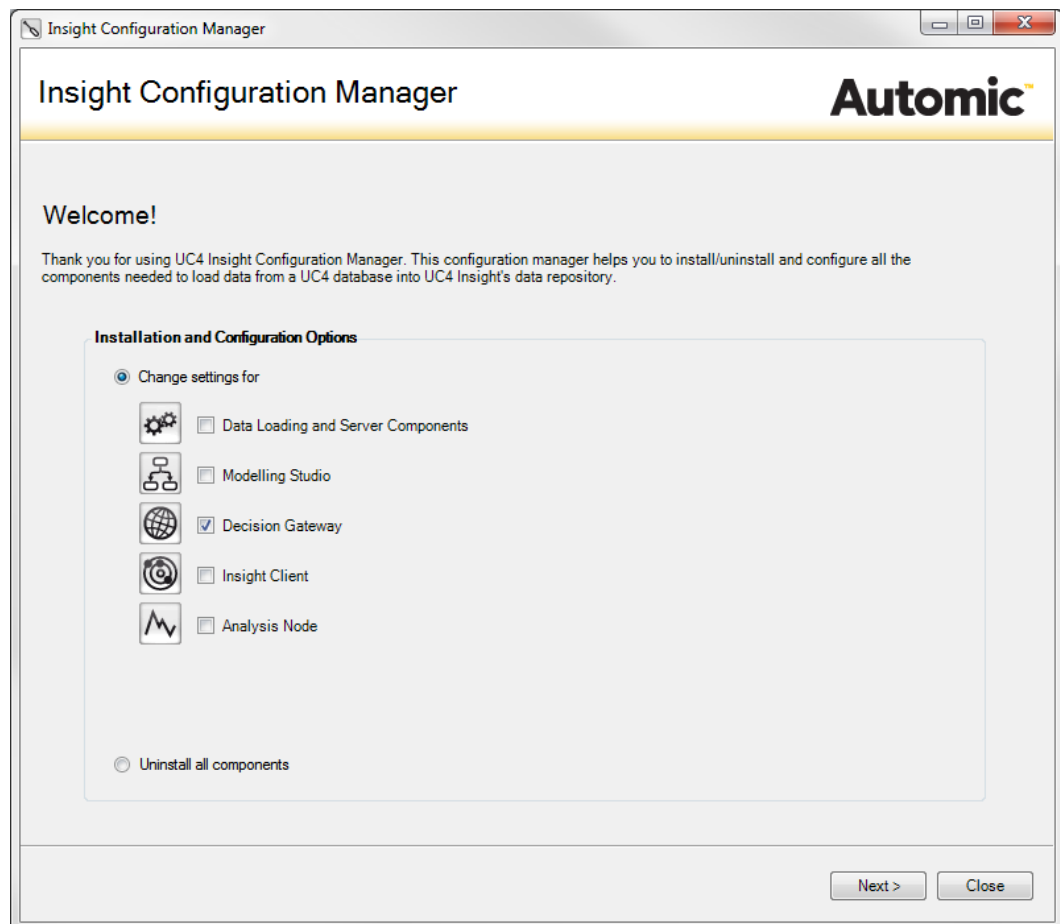 Insight Configuration Manager
Insight Configuration Manager
Automic™
Welcome!
Thank you for using UC4 Insight Configuration Manager. This configuration manager helps you to install/uninstall and configure all the
components needed to load data from a UC4 database into UC4 Insight's data repository.
Installation and Configuration Options
Change settings for
Data Loading and Server Components
Modelling Studio
Decision Gateway
Insight Client
Analysis Node
Uninstall all components
Next >
Close